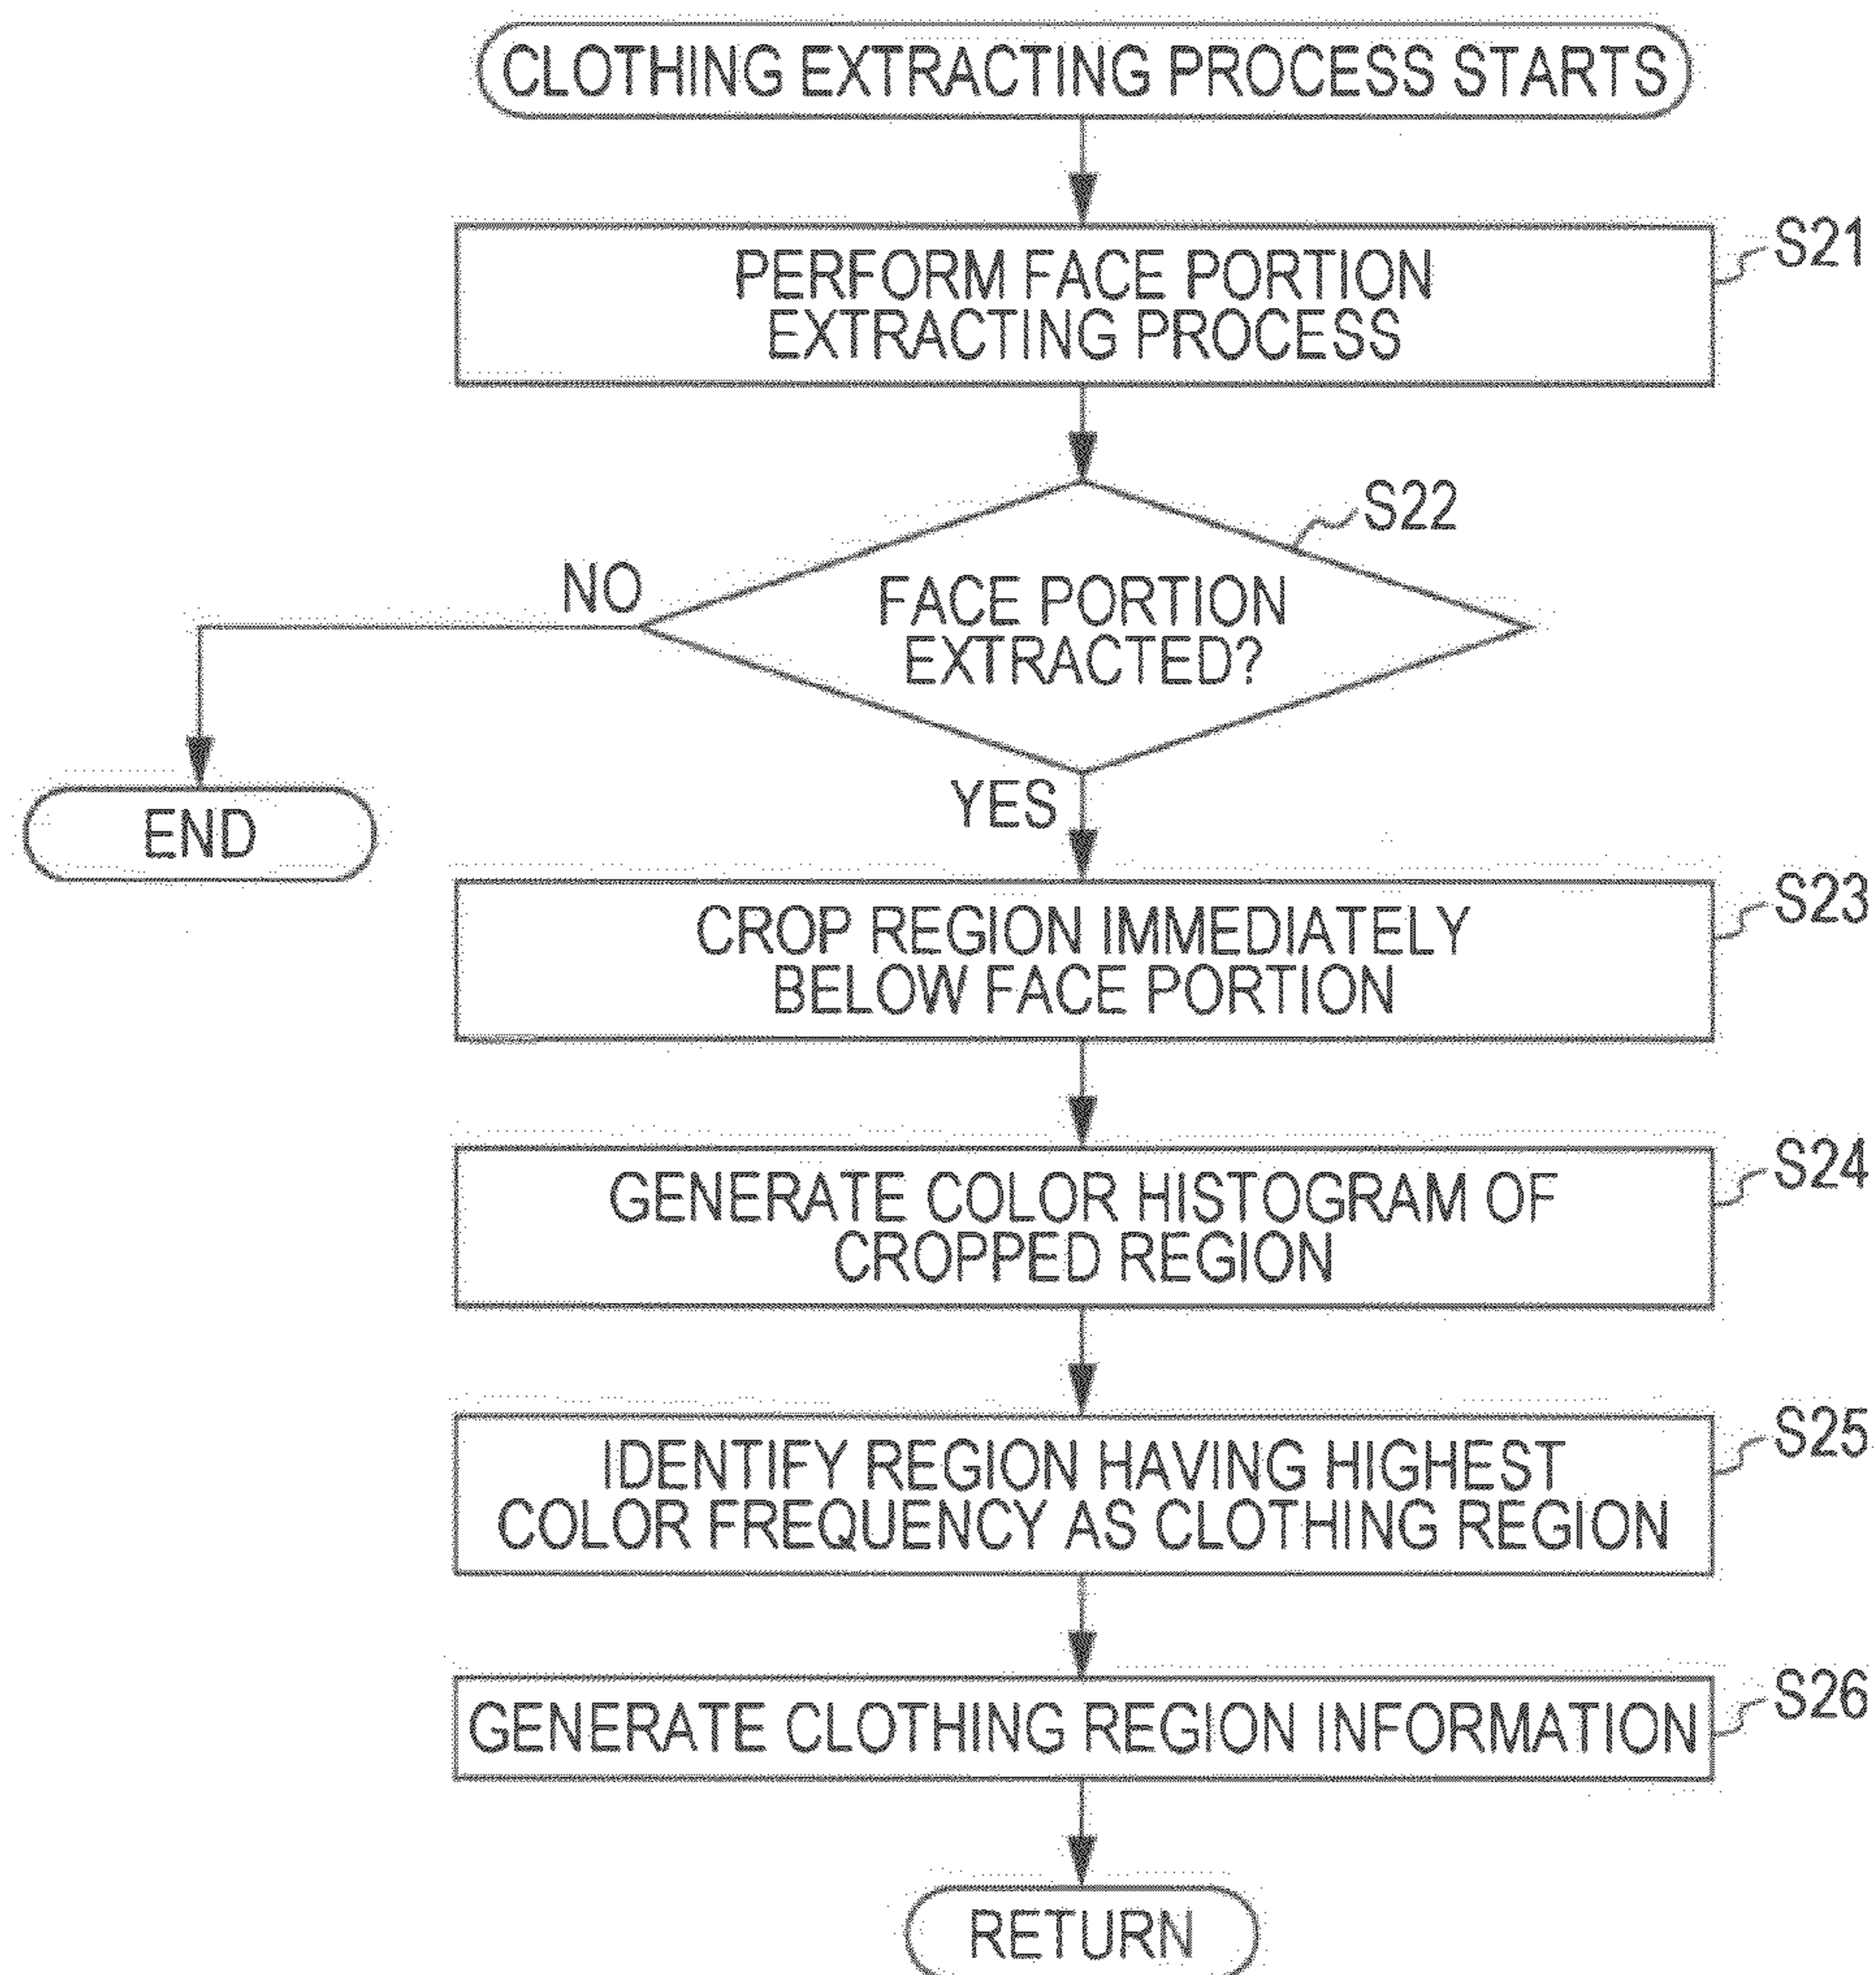 CLOTHING EXTRACTING PROCESS STARTS
S21
PERFORM FACE PORTION
EXTRACTING PROCESS
S22
NO
FACE PORTION
EXTRACTED?
YES
END
S23
CROP REGION IMMEDIATELY
BELOW FACE PORTION
S24
GENERATE COLOR HISTOGRAM OF
CROPPED REGION
S25
IDENTIFY REGION HAVING HIGHEST
COLOR FREQUENCY AS CLOTHING REGION
S26
GENERATE CLOTHING REGION INFORMATION
RETURN